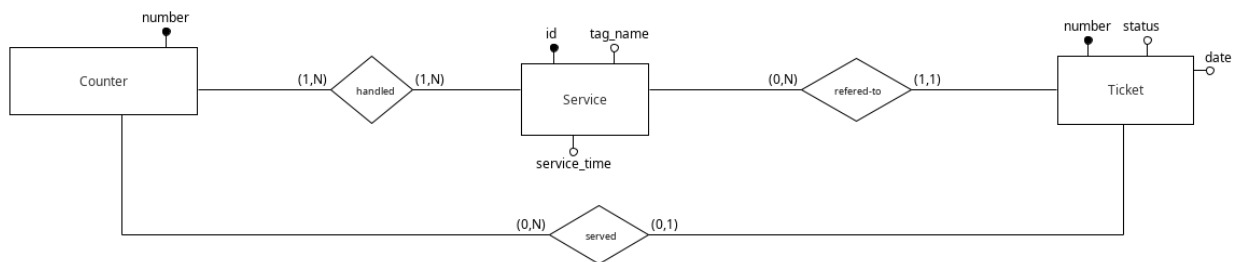 number
Counter
(1,N)
handled
(1,N)
id
tag_name
Service
service_time
(0,N)
refered-to
(1,1)
number
status
date
Ticket
(0,N)
served
(0,1)